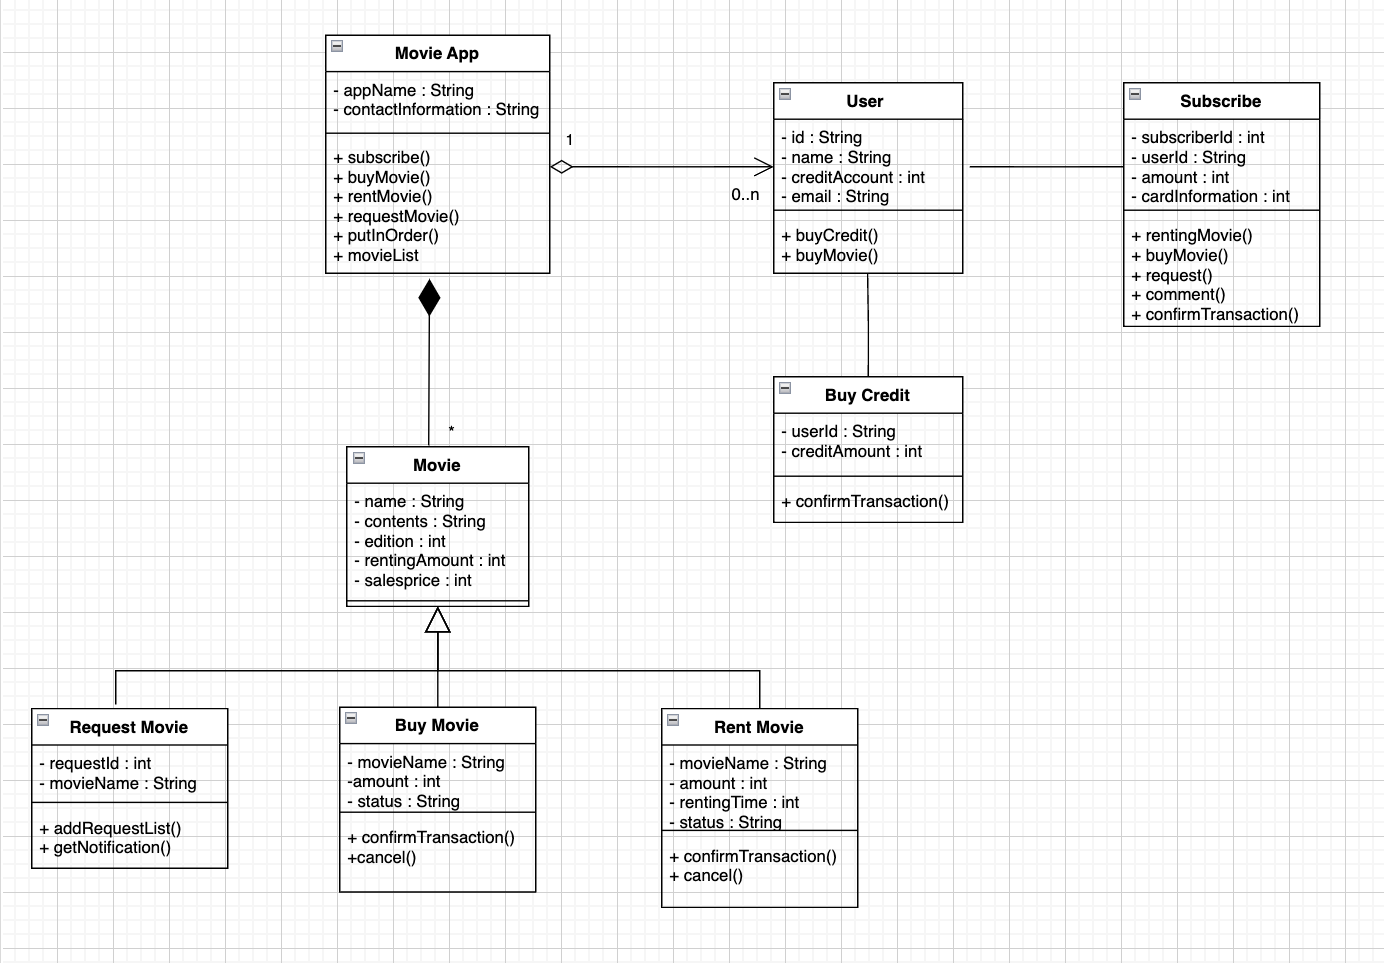 Movie App
- appName : String
- contactInformation : String
+ subscribe()
+ buyMovie()
+ rentMovie()
+ requestMovie()
+ putInOrder()
+ movieList
1
0..n
User
- id : String
- name : String
- creditAccount : int
- email : String
+ buyCredit()
+ buyMovie()
Subscribe
- subscriberId : int
- userId : String
- amount : int
- cardInformation : int
+ rentingMovie()
+ buyMovie()
+ request()
+ comment()
+ confirmTransaction()
Buy Credit
- userId : String
- creditAmount : int
+ confirmTransaction()
*
Movie
- name : String
- contents : String
- edition : int
- rentingAmount : int
- salesprice : int
Request Movie
- requestId : int
- movieName : String
+ addRequestList()
+ getNotification()
Buy Movie
- movieName : String
-amount : int
- status : String
+ confirmTransaction()
+cancel()
Rent Movie
- movieName : String
- amount : int
- rentingTime : int
- status : String
+ confirmTransaction()
+ cancel()